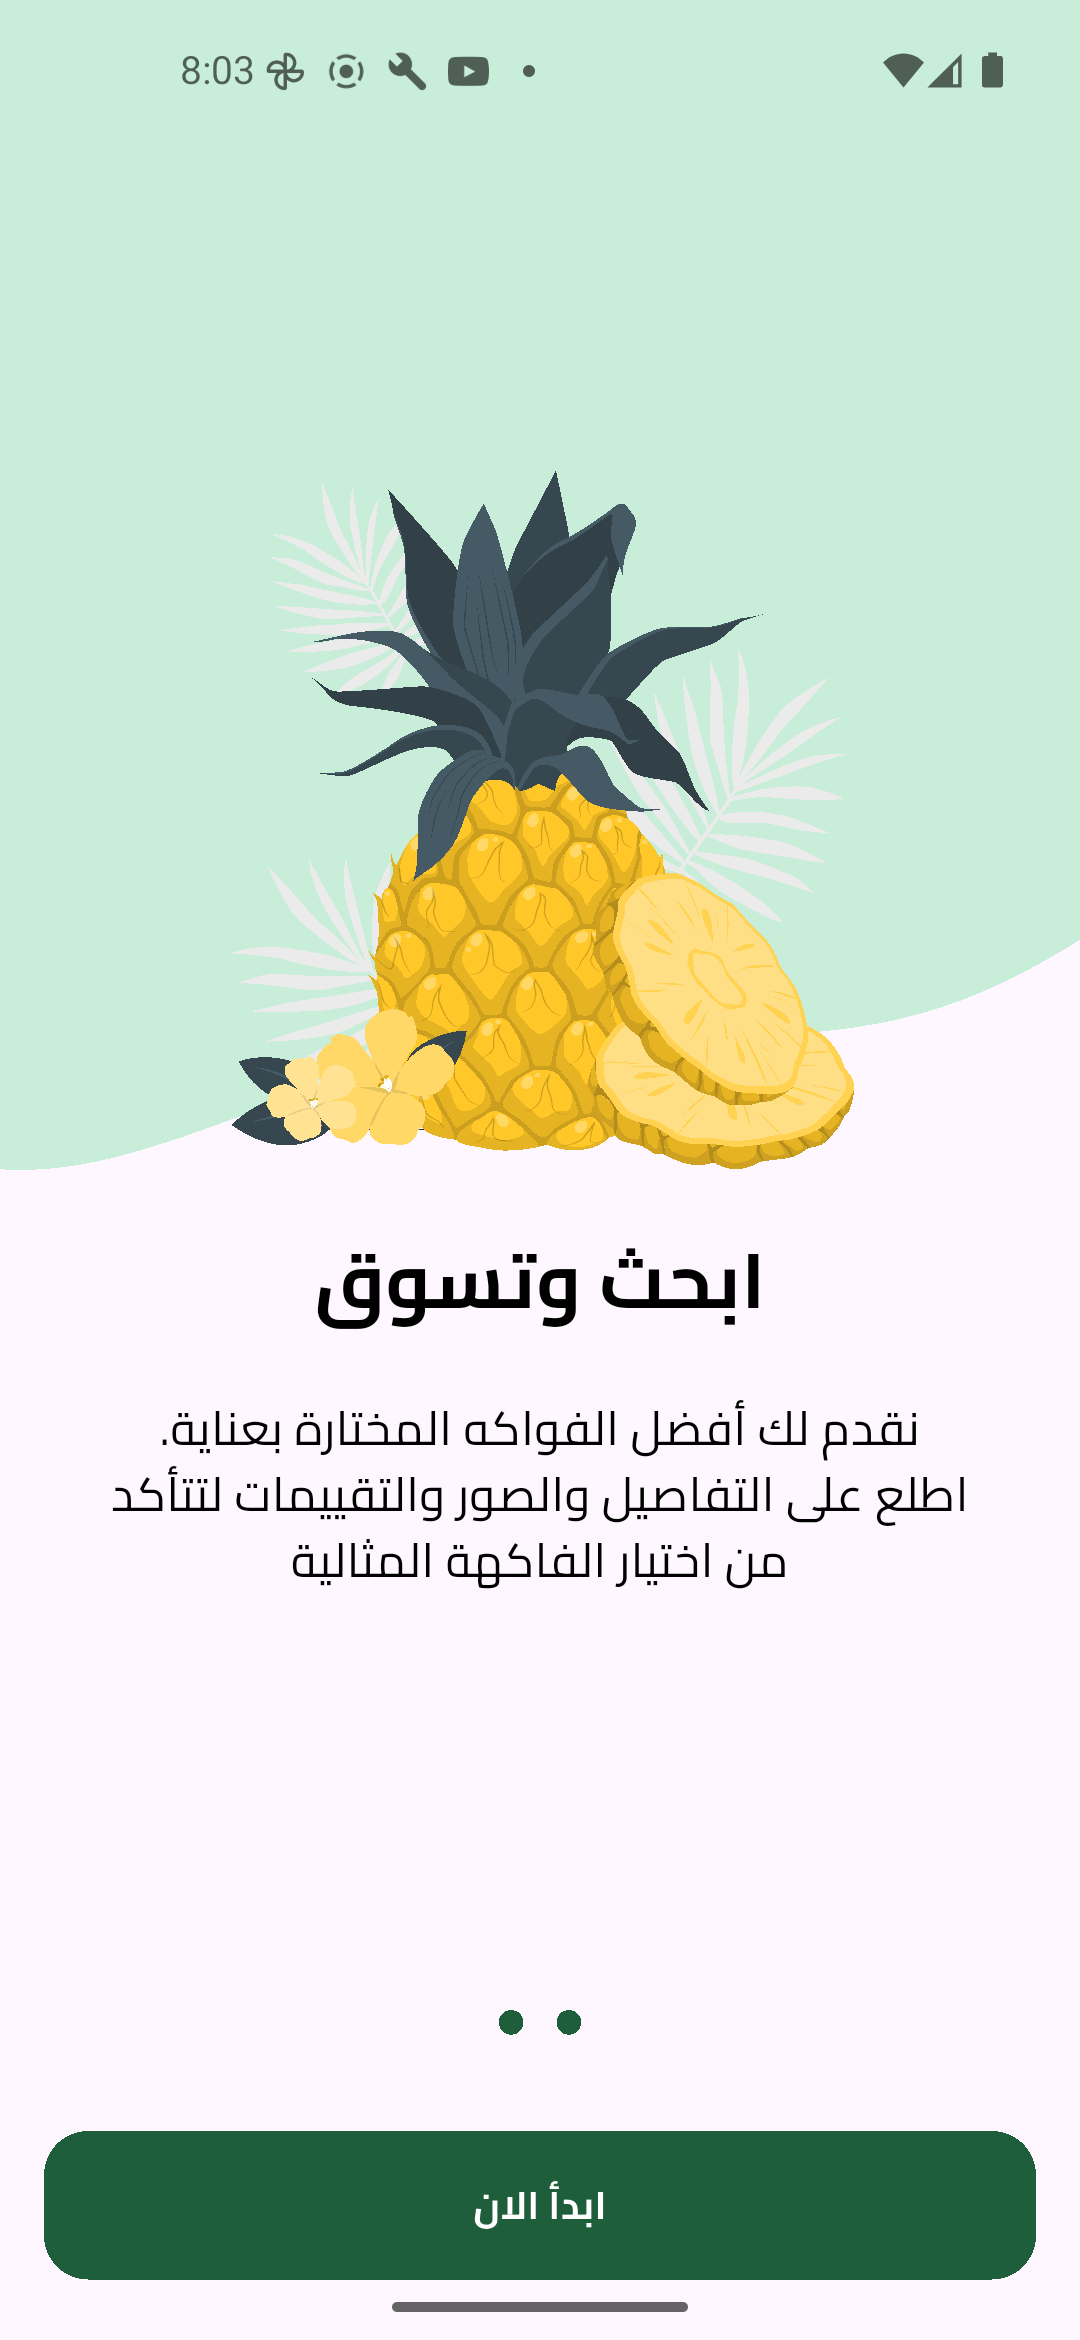 8:03
ابحث وتسوق
نقدم لك أفضل الفواكه المختارة بعناية.
اطلع على التفاصيل والصور والتقييمات لتتأكد
من اختيار الفاكهة المثالية
ابدأ الان